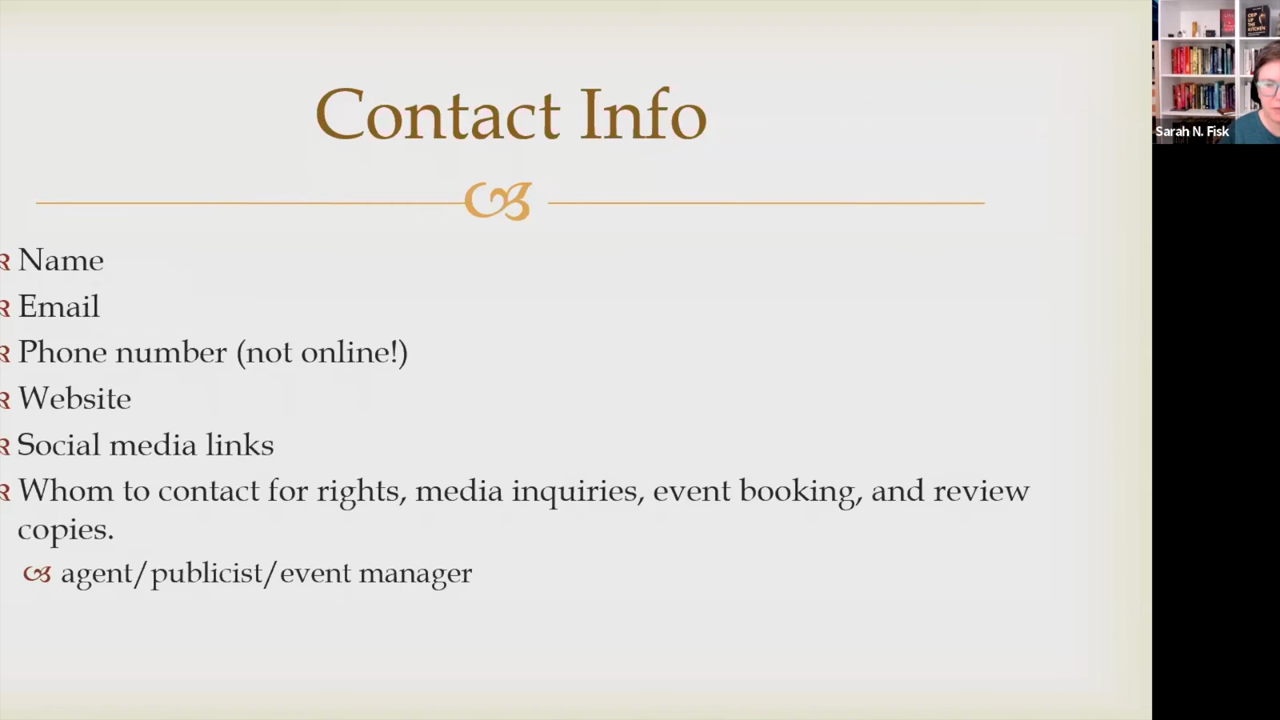 Contact Info
Name
Email
Phone number (not online!)
Website
Social media links
Whom to contact for rights, media inquiries, event booking, and review
copies.
agent/publicist/event manager
Sarah N. Fisk